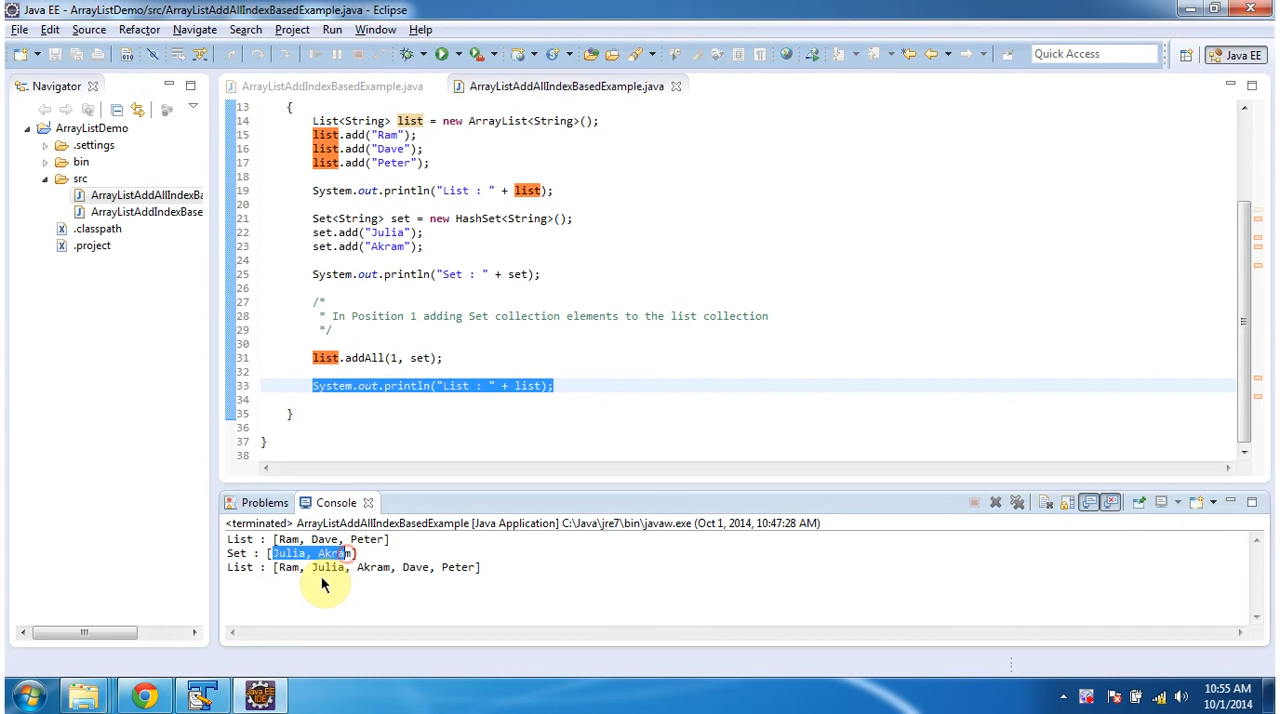 Java EE - ArrayListDemo/src/ArrayListAddAllIndexBasedExample.java - Eclipse
File Edit Source Refactor Navigate Search Project Run Window Help
Quick Access
Java EE
Navigator
ArrayListDemo
.settings
bin
src
ArrayListAddAllIndexBa
ArrayListAddIndexBase
.classpath
.project
ArrayListAddIndexBasedExample.java
ArrayListAddAllIndexBasedExample.java
13 {
14 List<String> list = new ArrayList<String>();
15 list.add("Ram");
16 list.add("Dave");
17 list.add("Peter");
18
19 System.out.println("List : " + list);
20
21 Set<String> set = new HashSet<String>();
22 set.add("Julia");
23 set.add("Akram");
24
25 System.out.println("Set : " + set);
26
27 /*
28 * In Position 1 adding Set collection elements to the list collection
29 */
30
31 list.addAll(1, set);
32
33 System.out.println("List : " + list);
34
35 }
36
37 }
38
Problems Console
<terminated> ArrayListAddAllIndexBasedExample [Java Application] C:\Java\jre7\bin\javaw.exe (Oct 1, 2014, 10:47:28 AM)
List : [Ram, Dave, Peter]
Set : [Julia, Akram]
List : [Ram, Julia, Akram, Dave, Peter]
Java EE
IDE
10:55 AM
10/1/2014